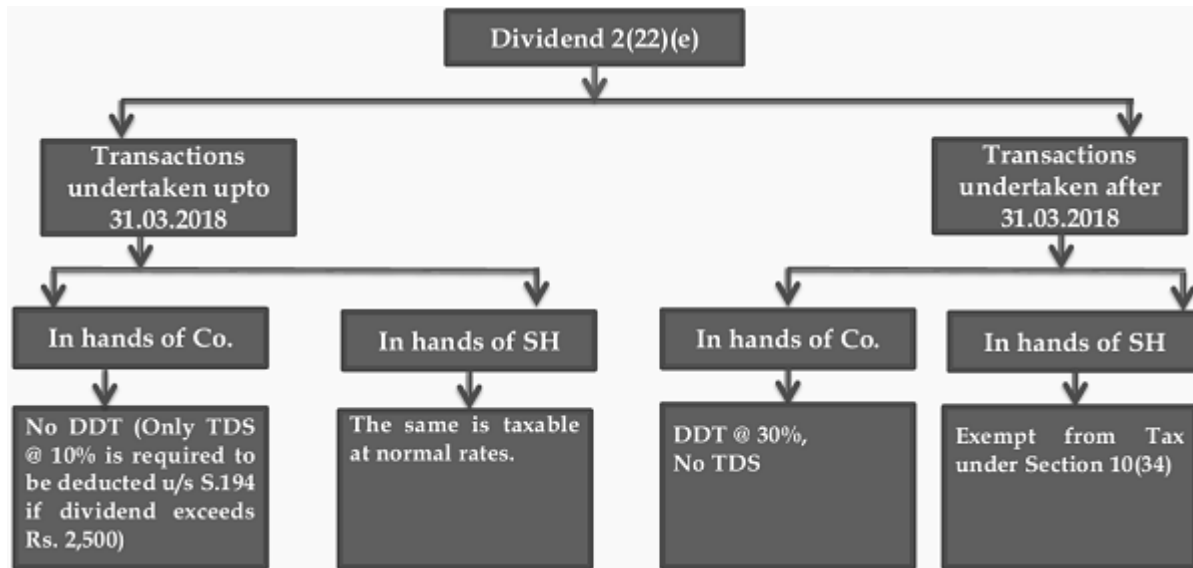 Dividend 2(22)(e)
Transactions
undertaken upto
31.03.2018
Transactions
undertaken after
31.03.2018
In hands of Co.
In hands of SH
In hands of Co.
In hands of SH
No DDT (Only TDS
@ 10% is required to
be deducted u/s S.194
if dividend exceeds
Rs. 2,500)
The same is taxable
at normal rates.
DDT @ 30%,
No TDS
Exempt from Tax
under Section 10(34)